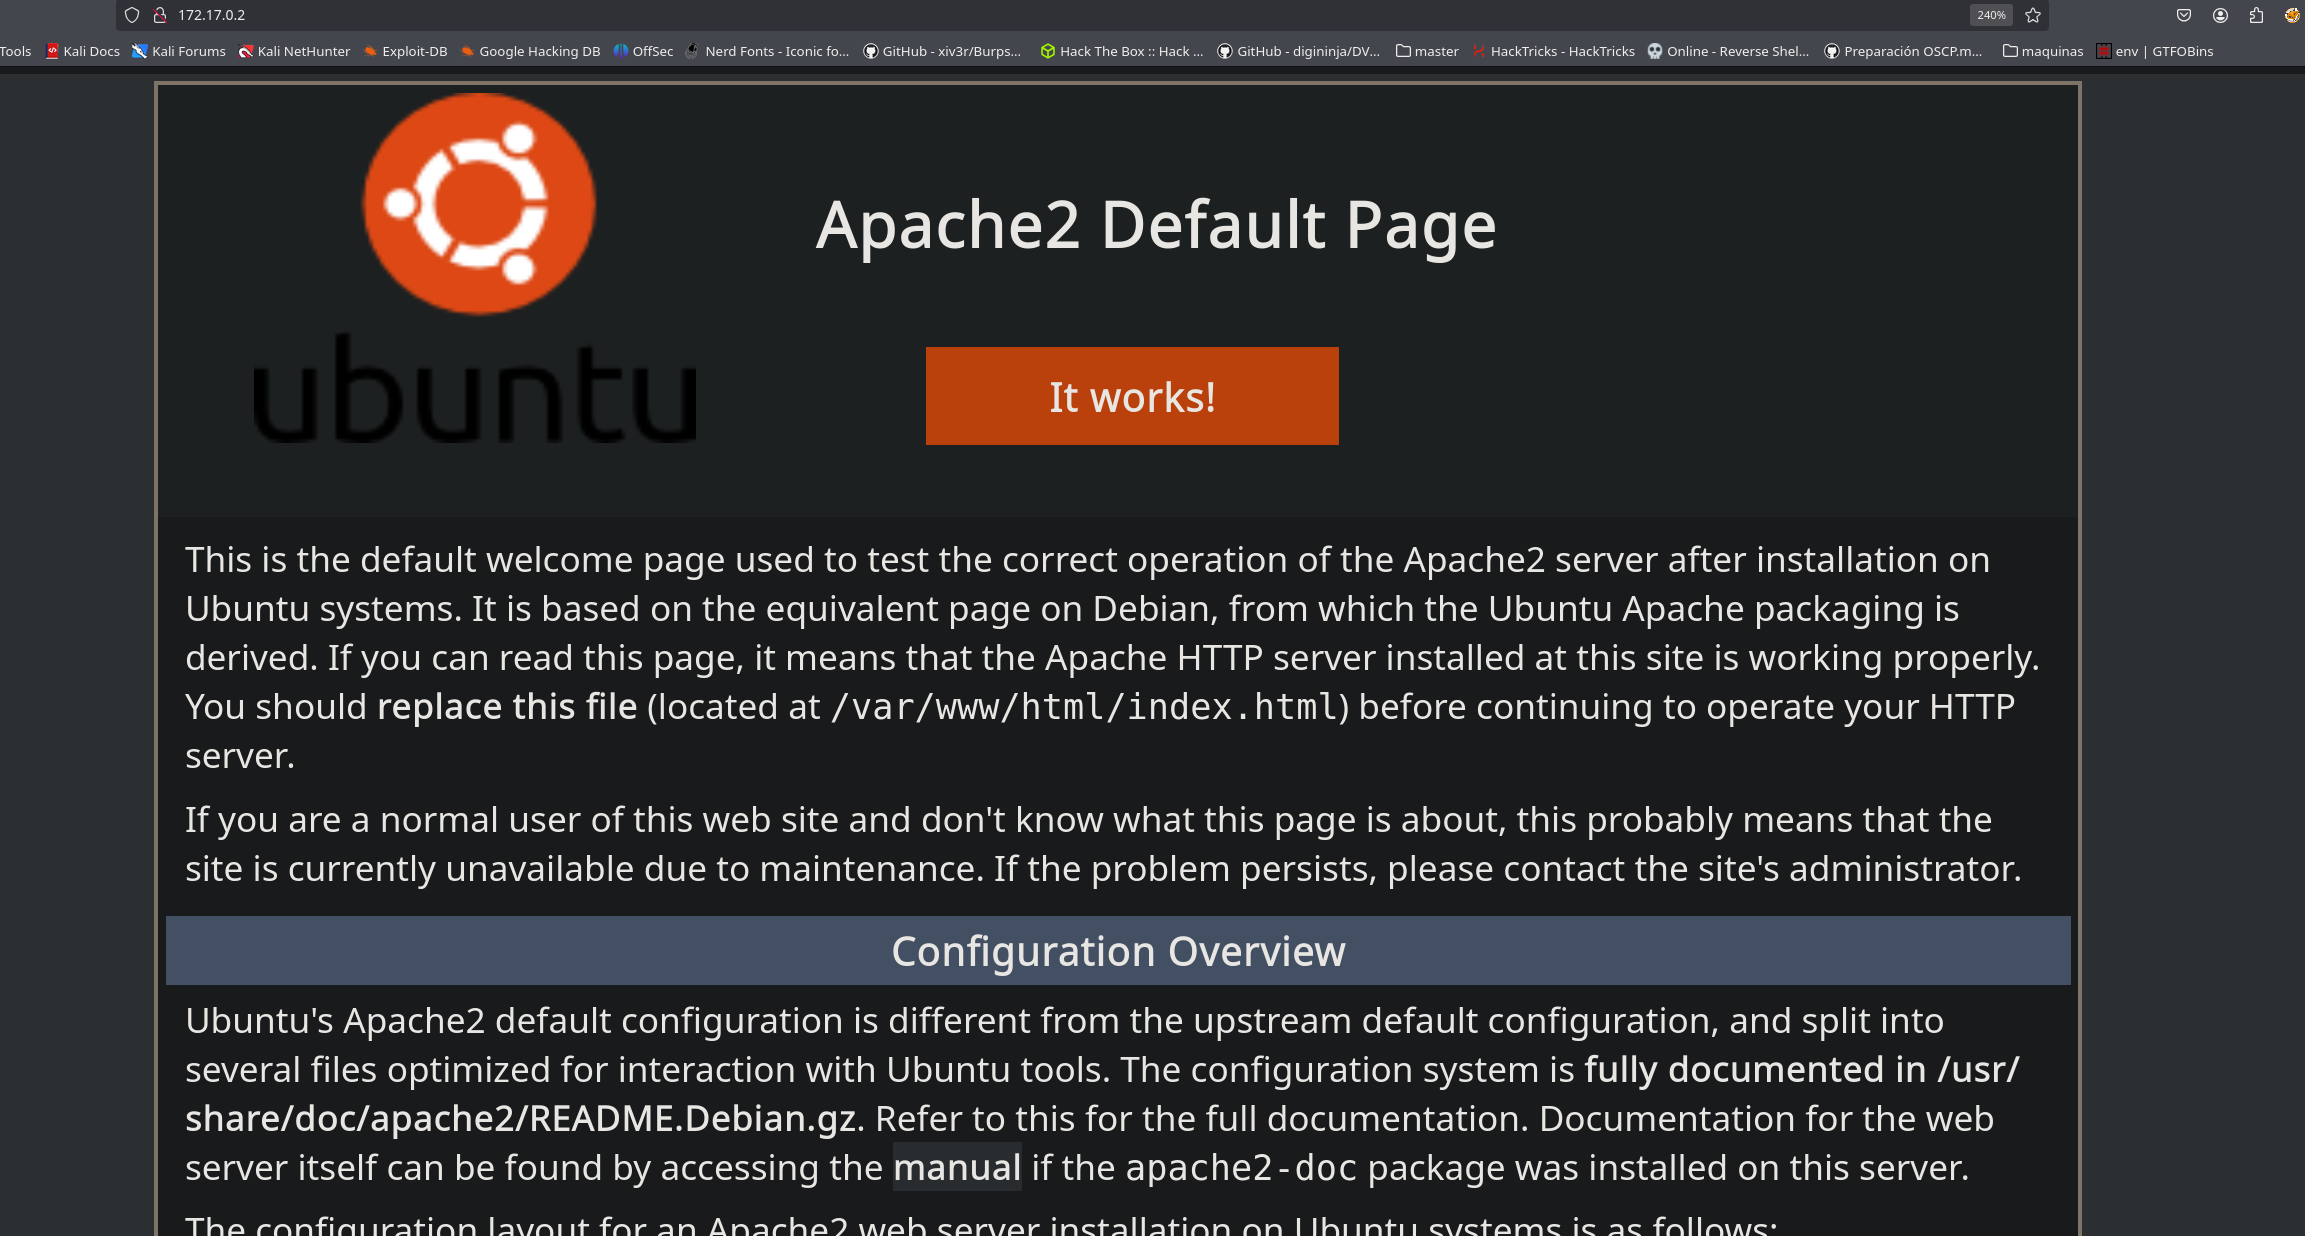 172.17.0.2
240%
Tools Kali Docs Kali Forums Kali NetHunter Exploit-DB Google Hacking DB OffSec Nerd Fonts - Iconic fo... GitHub - xiv3r/Burps... Hack The Box :: Hack ... GitHub - digininja/DV... master HackTricks - HackTricks Online - Reverse Shel... Preparación OSCP.m... maquinas env | GTFOBins
ubuntu
Apache2 Default Page
It works!
This is the default welcome page used to test the correct operation of the Apache2 server after installation on
Ubuntu systems. It is based on the equivalent page on Debian, from which the Ubuntu Apache packaging is
derived. If you can read this page, it means that the Apache HTTP server installed at this site is working properly.
You should replace this file (located at /var/www/html/index.html) before continuing to operate your HTTP
server.
If you are a normal user of this web site and don't know what this page is about, this probably means that the
site is currently unavailable due to maintenance. If the problem persists, please contact the site's administrator.
Configuration Overview
Ubuntu's Apache2 default configuration is different from the upstream default configuration, and split into
several files optimized for interaction with Ubuntu tools. The configuration system is fully documented in /usr/
share/doc/apache2/README.Debian.gz. Refer to this for the full documentation. Documentation for the web
server itself can be found by accessing the manual if the apache2-doc package was installed on this server.
The configuration layout for an Apache2 web server installation on Ubuntu systems is as follows: